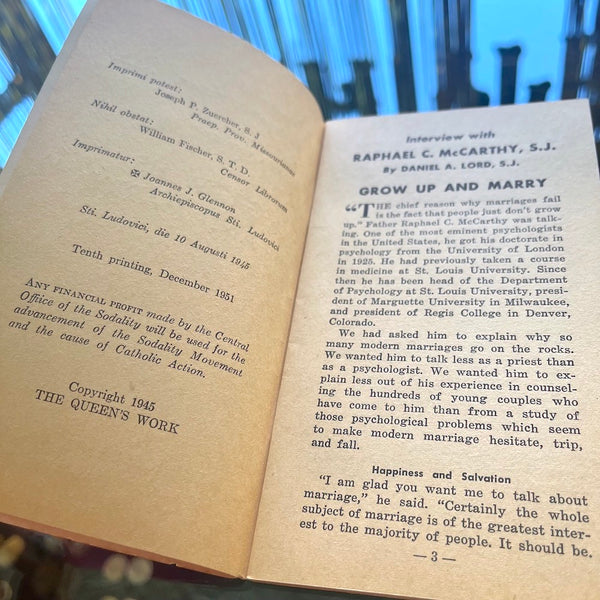 Imprimi potest:
Joseph P. Zuercher, S. J
Praep. Prov. Missourianae
Nihil obstat:
William Fischer, S. T. D.
Censor Librorum
Imprimatur:
✠ Joannes J. Glennon
Archiepiscopus Sti. Ludovici
Sti. Ludovici, die 10 Augusti 1945
Tenth printing, December 1951
ANY FINANCIAL PROFIT made by the Central
Office of the Sodality will be used for the
advancement of the Sodality Movement
and the cause of Catholic Action.
Copyright 1945
THE QUEEN'S WORK
Interview with
RAPHAEL C. McCARTHY, S.J.
By DANIEL A. LORD, S.J.
GROW UP AND MARRY
"THE chief reason why marriages fail
is the fact that people just don't grow
up." Father Raphael C. McCarthy was talk-
ing. One of the most eminent psychologists
in the United States, he got his doctorate in
psychology from the University of London
in 1925. He had previously taken a course
in medicine at St. Louis University. Since
then he has been head of the Department
of Psychology at St. Louis University, presi-
dent of Marguette University in Milwaukee,
and president of Regis College in Denver,
Colorado.
We had asked him to explain why so
many modern marriages go on the rocks.
We wanted him to talk less as a priest than
as a psychologist. We wanted him to ex-
plain less out of his experience in counsel-
ing the hundreds of young couples who
have come to him than from a study of
those psychological problems which seem
to make modern marriage hesitate, trip,
and fall.
Happiness and Salvation
"I am glad you want me to talk about
marriage," he said. "Certainly the whole
subject of marriage is of the greatest inter-
est to the majority of people. It should be.
—3—